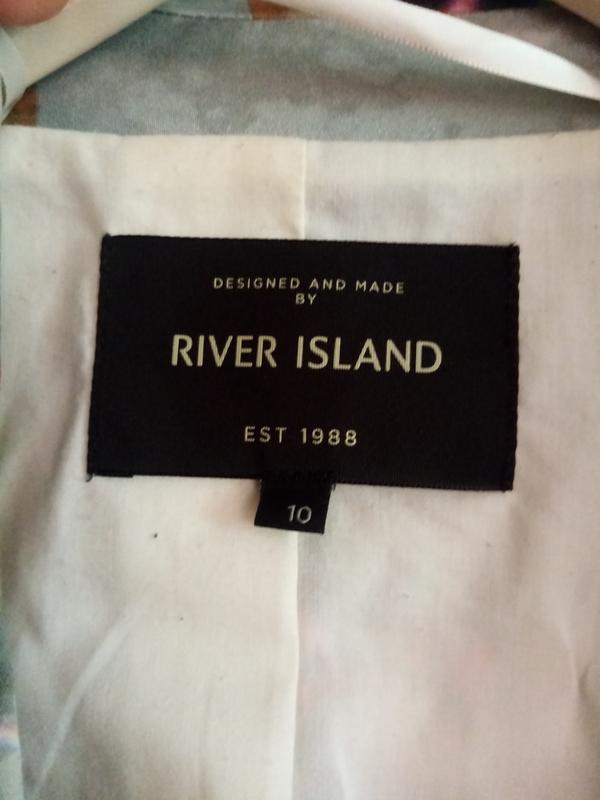 DESIGNED AND MADE
BY
RIVER ISLAND
EST 1988
10